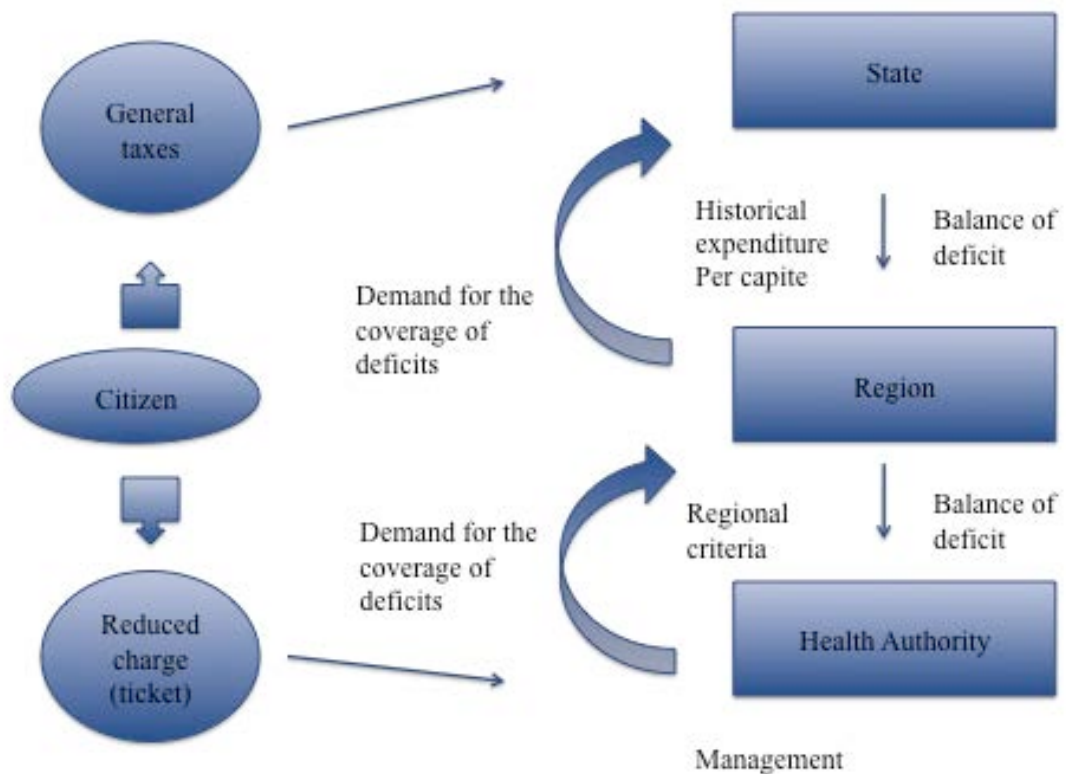 General
taxes
State
Historical
expenditure
Per capite
Balance of
deficit
Demand for the
coverage of
deficits
Citizen
Region
Demand for the
coverage of
deficits
Regional
criteria
Balance of
deficit
Reduced
charge
(ticket)
Health Authority
Management